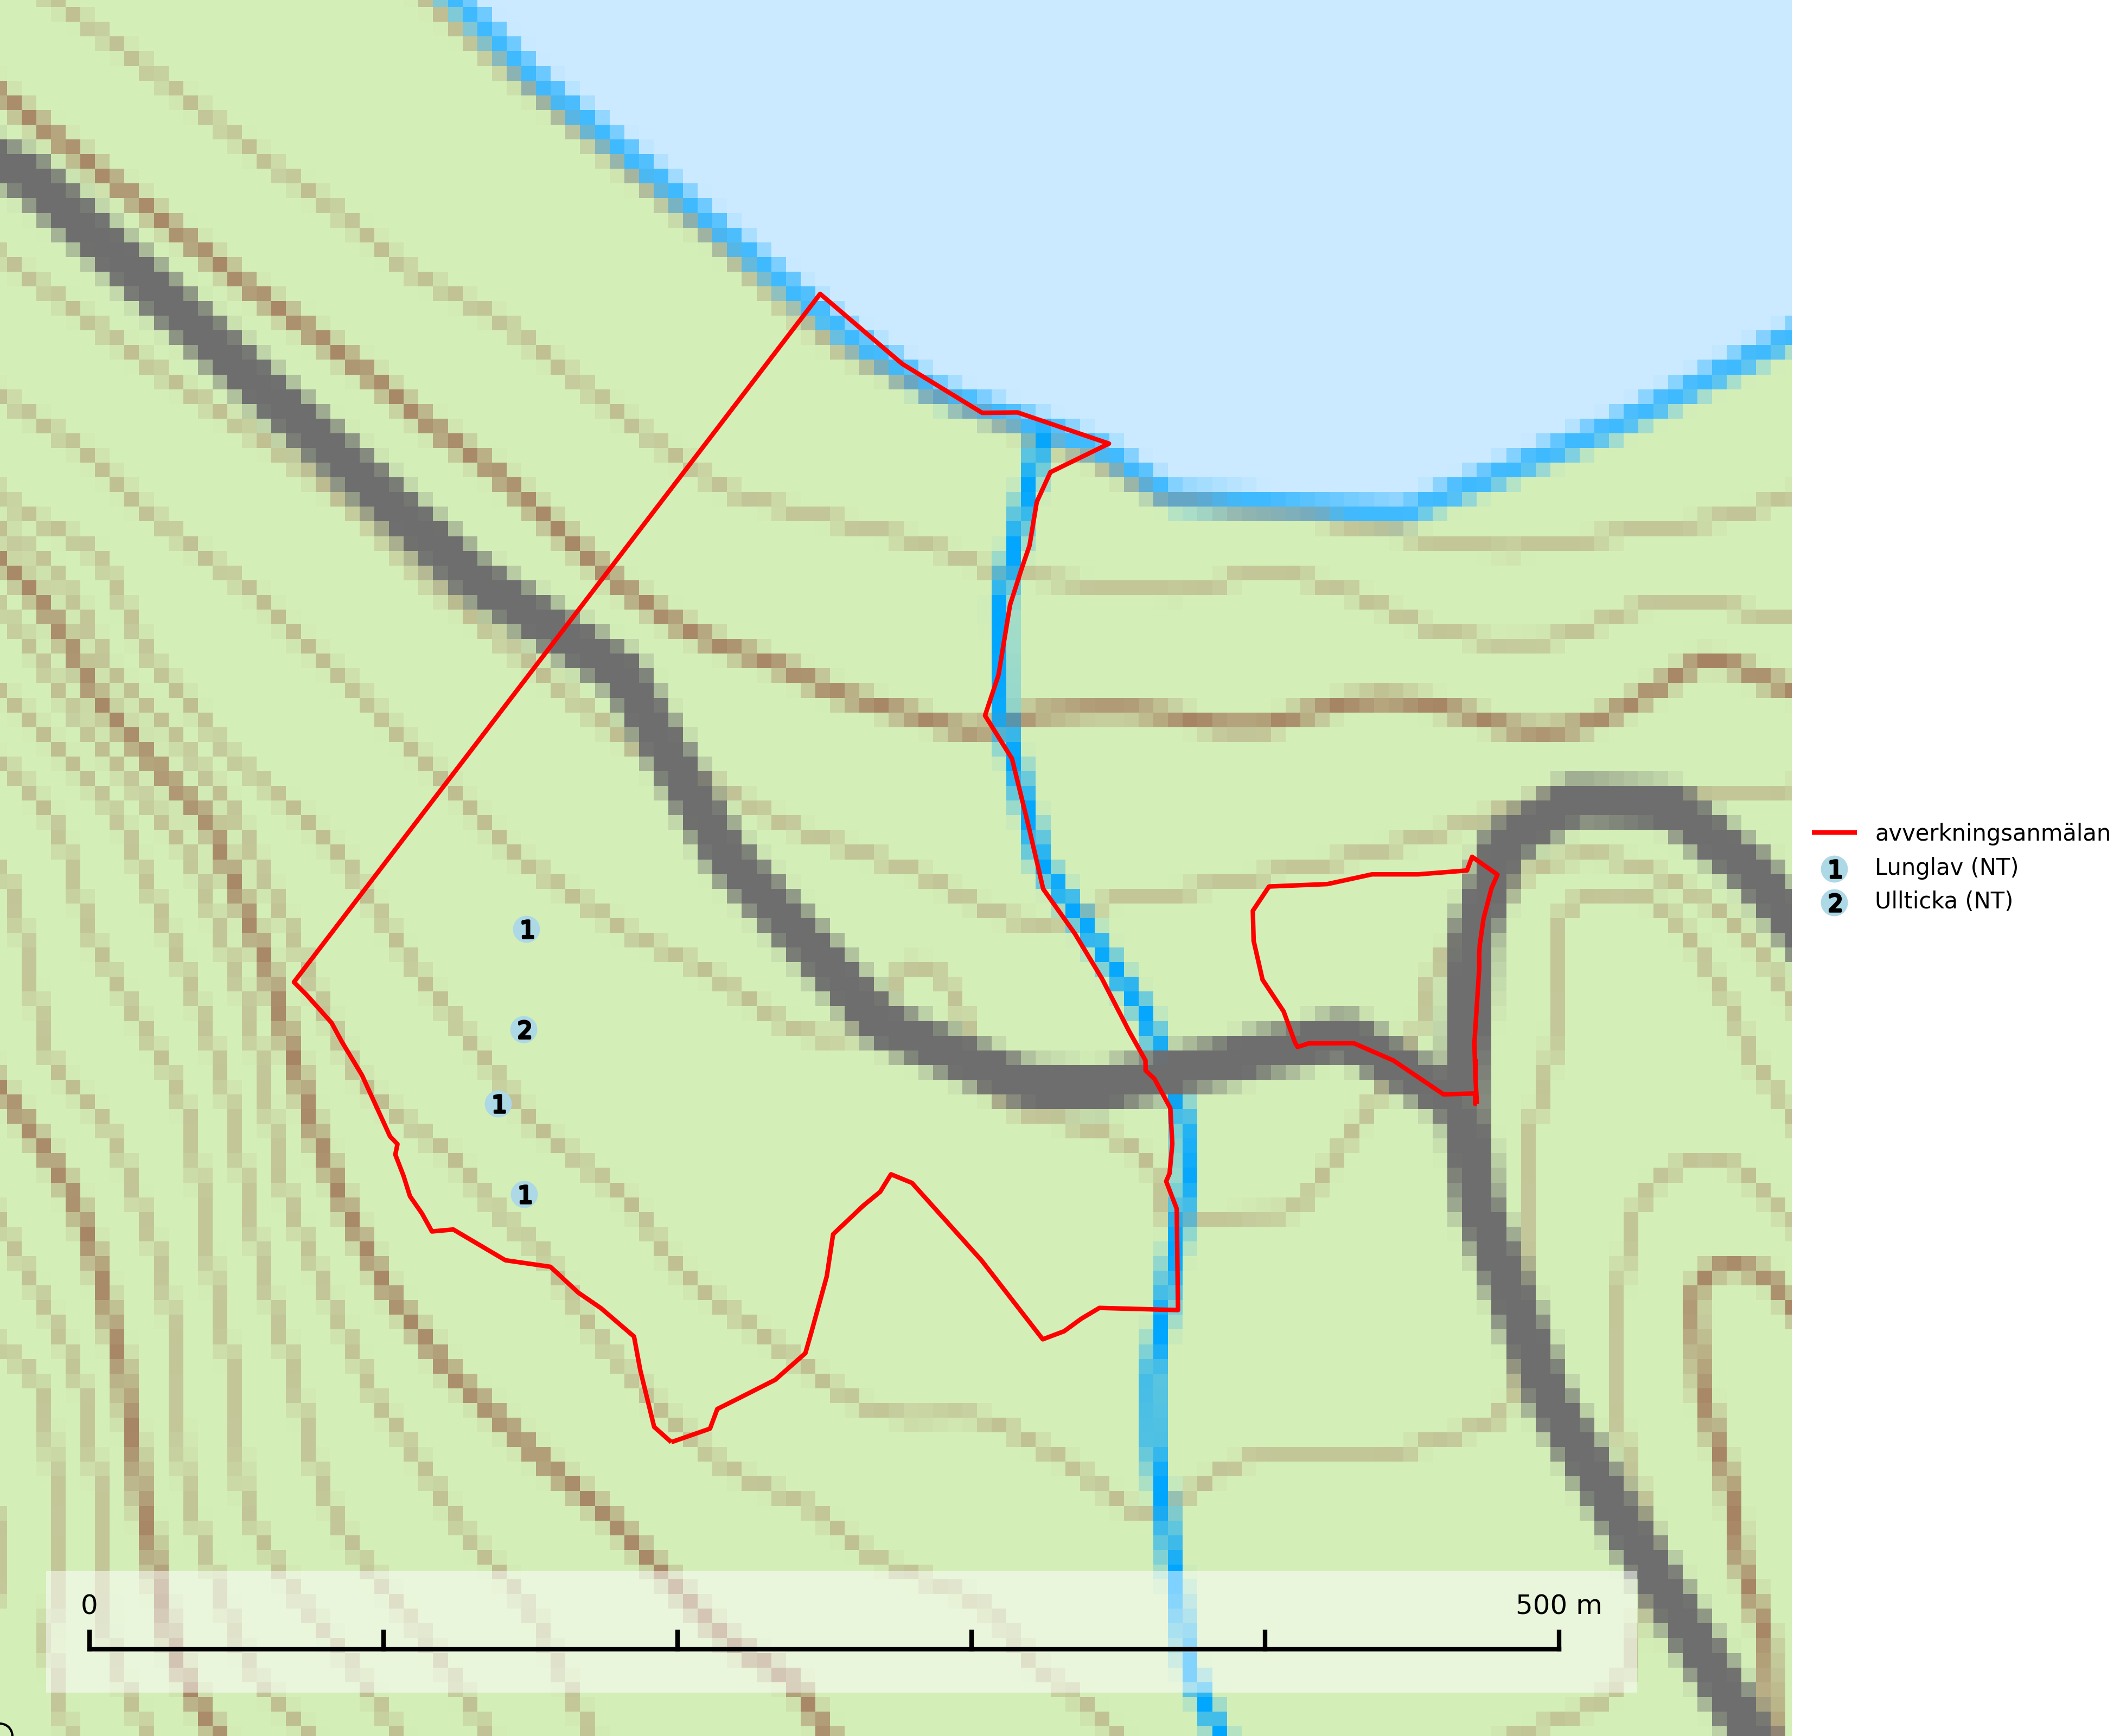 avverkningsanmälan
1 Lunglav (NT)
2 Ullticka (NT)
1
2
1
1
0 500 m